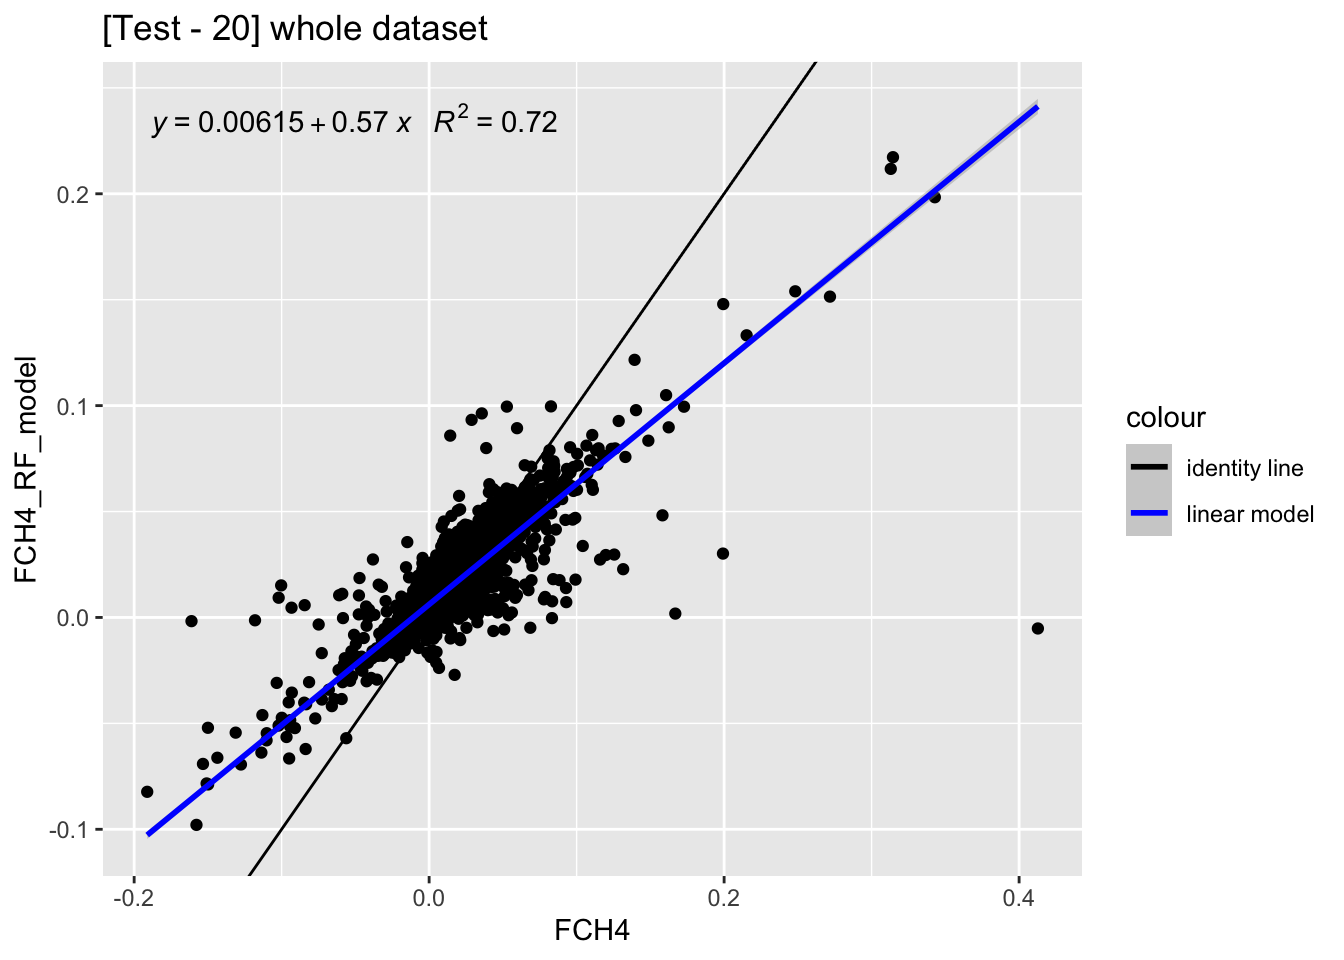 [Test - 20] whole dataset
y = 0.00615 + 0.57 x R² = 0.72
0.2
0.1
0.0
-0.1
FCH4_RF_model
-0.2 0.0 0.2 0.4
FCH4
colour
identity line
linear model